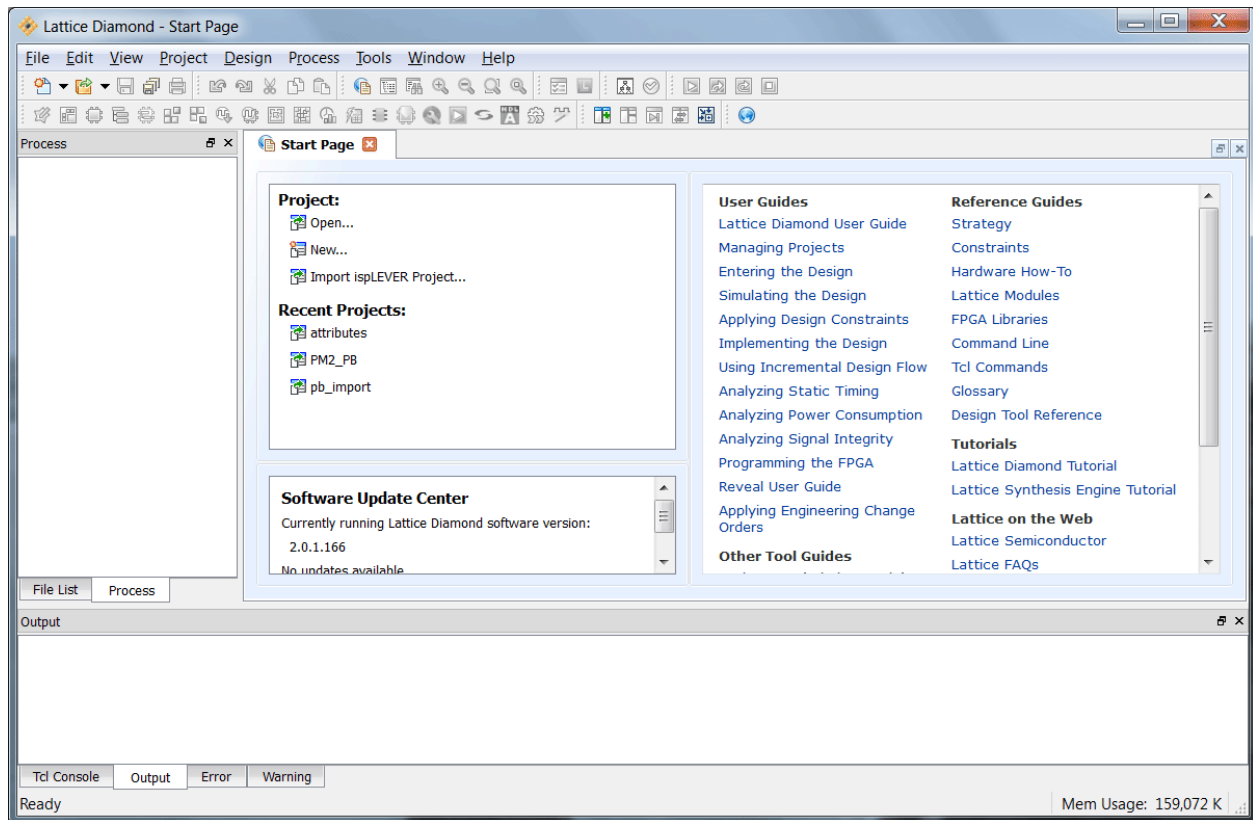 Lattice Diamond - Start Page
File Edit View Project Design Process Tools Window Help
Process
Start Page
Project:
Open...
New...
Import ispLEVER Project...
Recent Projects:
attributes
PM2_PB
pb_import
Software Update Center
Currently running Lattice Diamond software version:
2.0.1.166
No updates available
User Guides
Lattice Diamond User Guide
Managing Projects
Entering the Design
Simulating the Design
Applying Design Constraints
Implementing the Design
Using Incremental Design Flow
Analyzing Static Timing
Analyzing Power Consumption
Analyzing Signal Integrity
Programming the FPGA
Reveal User Guide
Applying Engineering Change
Orders
Other Tool Guides
Reference Guides
Strategy
Constraints
Hardware How-To
Lattice Modules
FPGA Libraries
Command Line
Tcl Commands
Glossary
Design Tool Reference
Tutorials
Lattice Diamond Tutorial
Lattice Synthesis Engine Tutorial
Lattice on the Web
Lattice Semiconductor
Lattice FAQs
File List Process
Output
Tcl Console Output Error Warning
Ready
Mem Usage: 159,072 K